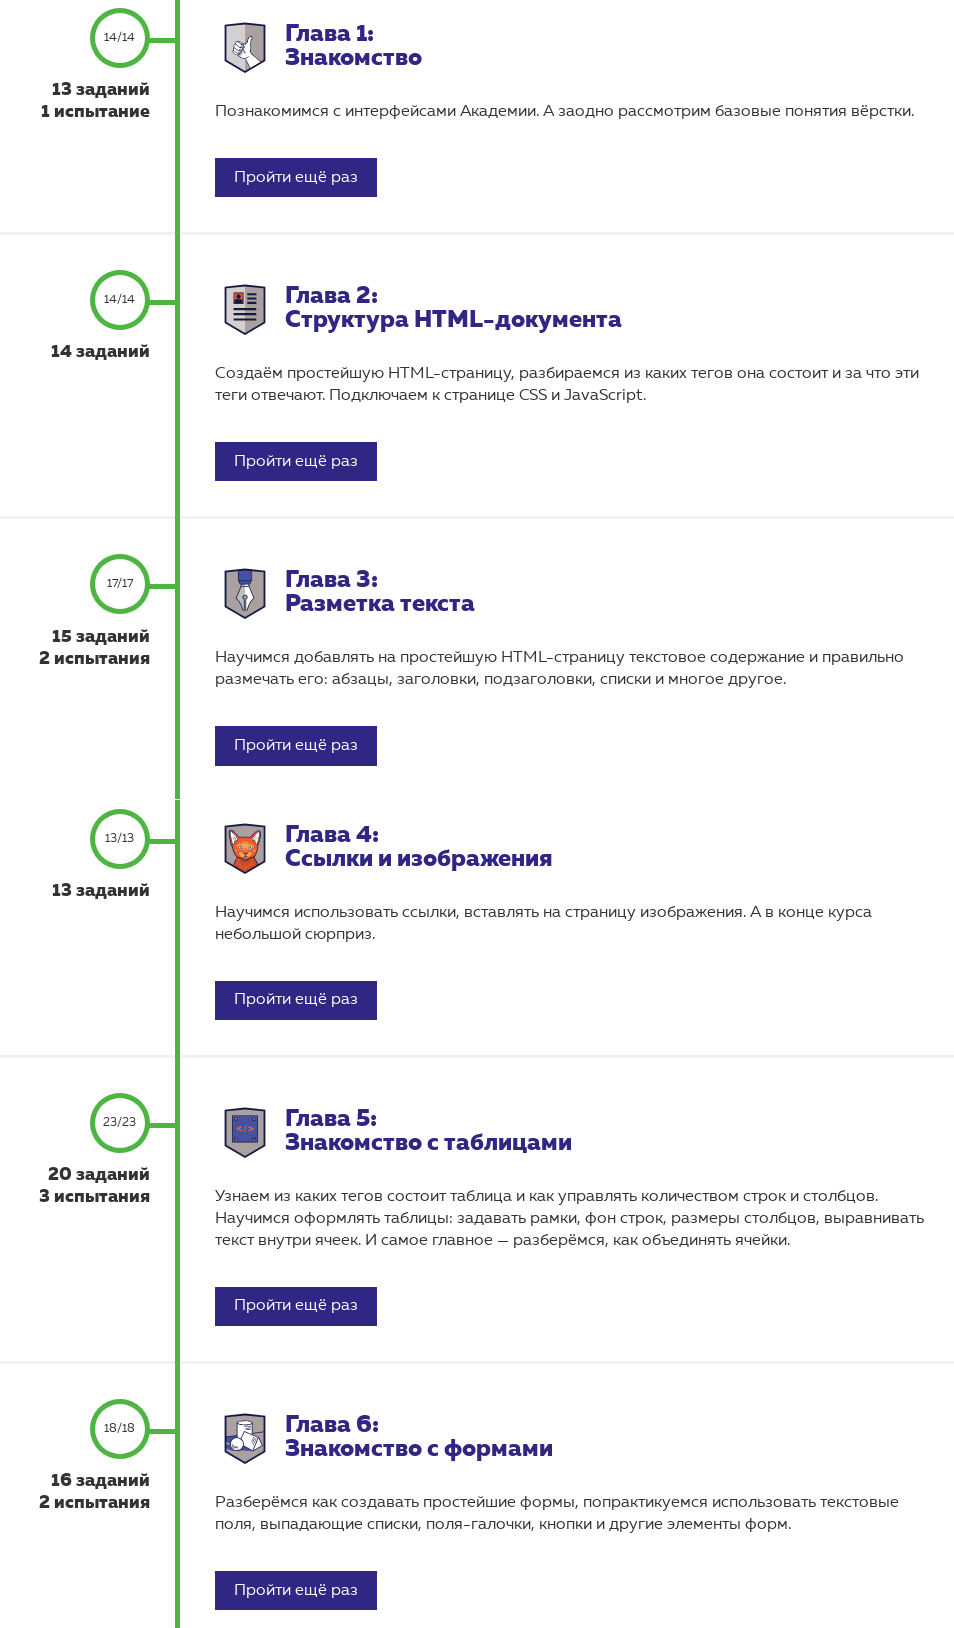 14/14
13 заданий
1 испытание
Глава 1:
Знакомство
Познакомимся с интерфейсами Академии. А заодно рассмотрим базовые понятия вёрстки.
Пройти ещё раз
14/14
14 заданий
Глава 2:
Структура HTML-документа
Создаём простейшую HTML-страницу, разбираемся из каких тегов она состоит и за что эти
теги отвечают. Подключаем к странице CSS и JavaScript.
Пройти ещё раз
17/17
15 заданий
2 испытания
Глава 3:
Разметка текста
Научимся добавлять на простейшую HTML-страницу текстовое содержание и правильно
размечать его: абзацы, заголовки, подзаголовки, списки и многое другое.
Пройти ещё раз
13/13
13 заданий
Глава 4:
Ссылки и изображения
Научимся использовать ссылки, вставлять на страницу изображения. А в конце курса
небольшой сюрприз.
Пройти ещё раз
23/23
20 заданий
3 испытания
Глава 5:
Знакомство с таблицами
Узнаем из каких тегов состоит таблица и как управлять количеством строк и столбцов.
Научимся оформлять таблицы: задавать рамки, фон строк, размеры столбцов, выравнивать
текст внутри ячеек. И самое главное — разберёмся, как объединять ячейки.
Пройти ещё раз
18/18
16 заданий
2 испытания
Глава 6:
Знакомство с формами
Разберёмся как создавать простейшие формы, попрактикуемся использовать текстовые
поля, выпадающие списки, поля-галочки, кнопки и другие элементы форм.
Пройти ещё раз